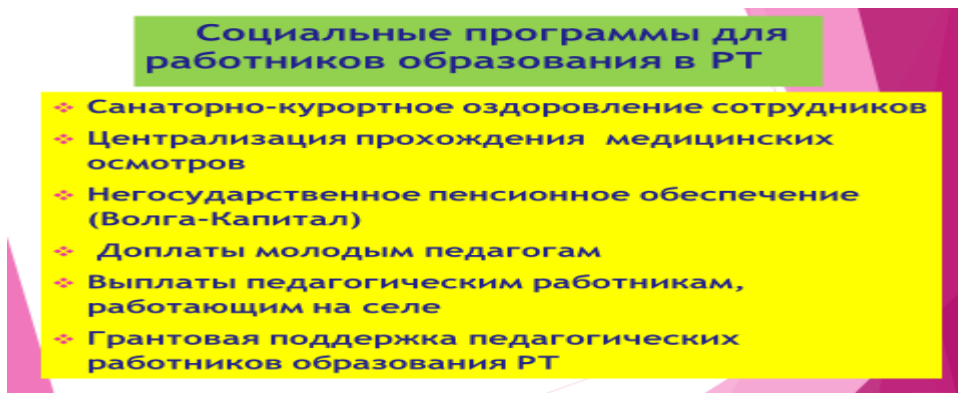 Социальные программы для
работников образования в РТ
❖ Санаторно-курортное оздоровление сотрудников
❖ Централизация прохождения медицинских
осмотров
❖ Негосударственное пенсионное обеспечение
(Волга-Капитал)
❖ Доплаты молодым педагогам
❖ Выплаты педагогическим работникам,
работающим на селе
❖ Грантовая поддержка педагогических
работников образования РТ